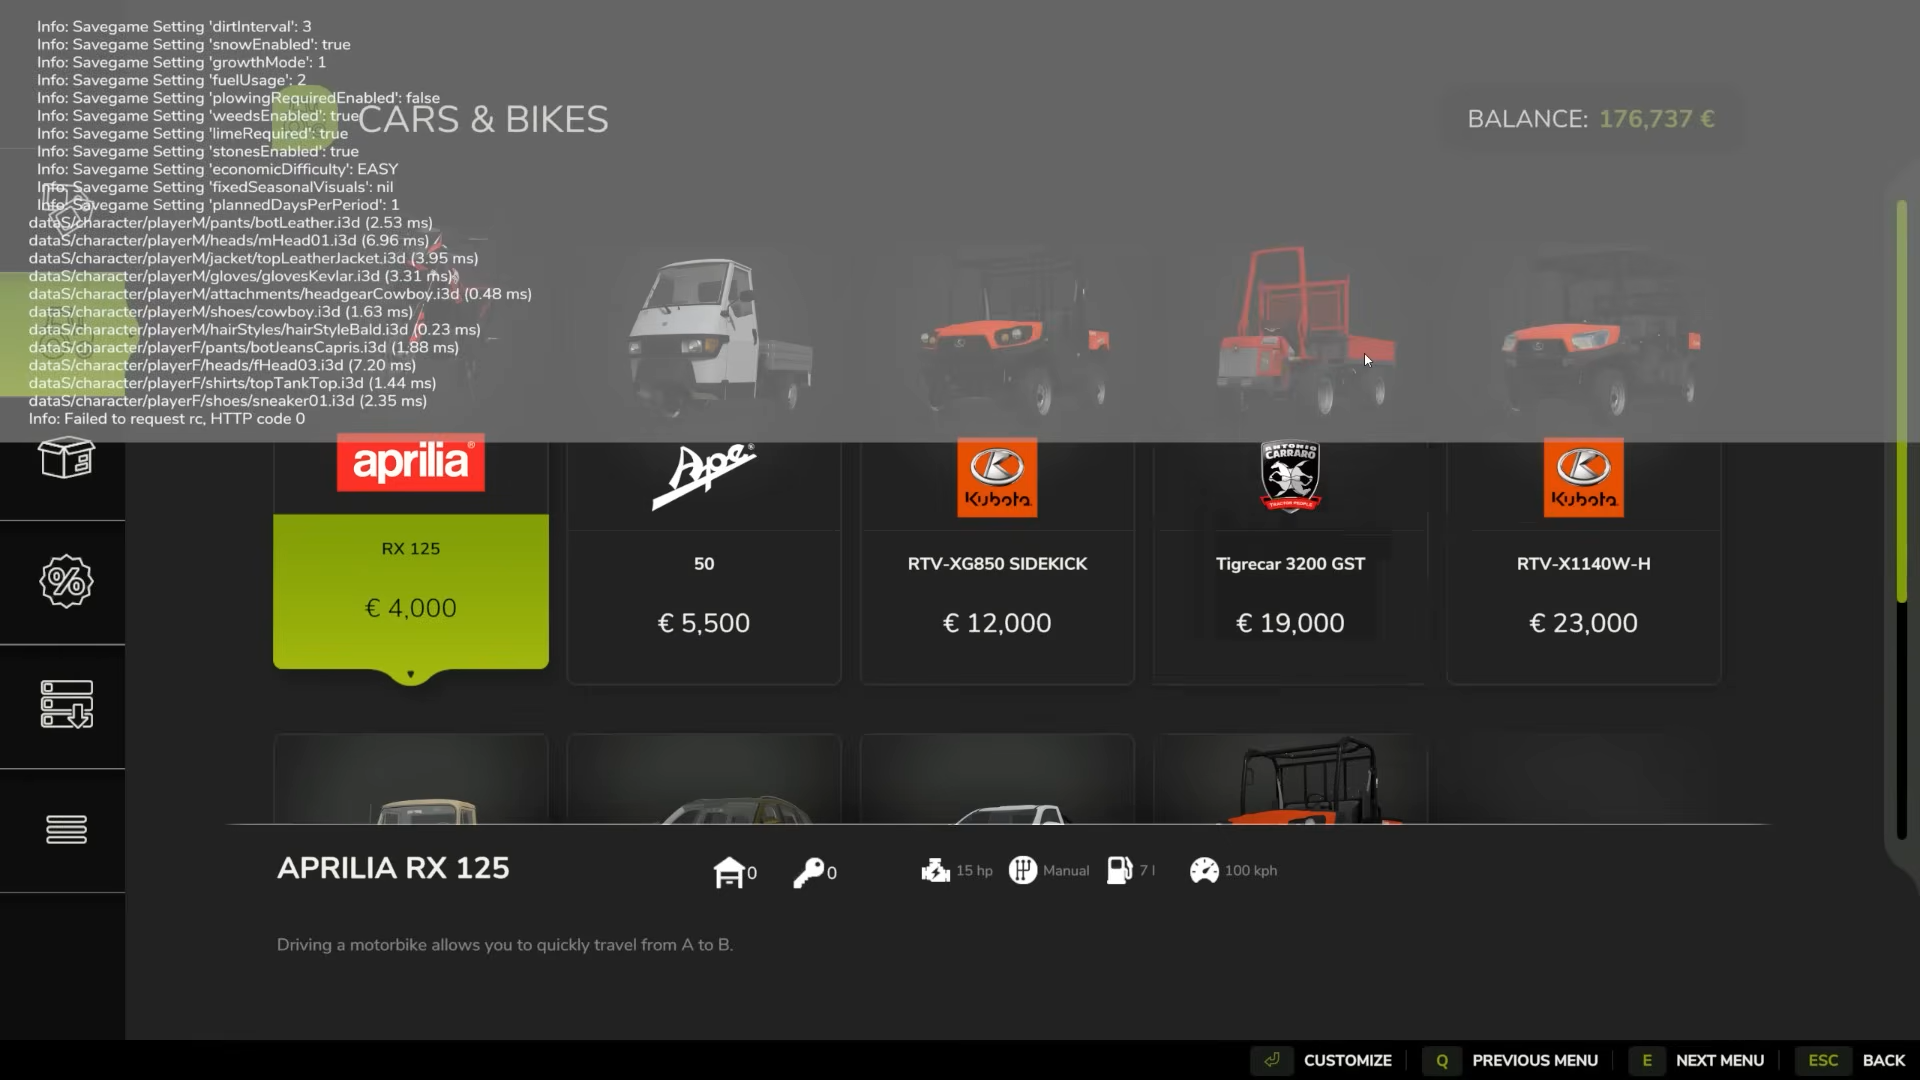 Info: Savegame Setting 'dirtInterval': 3
Info: Savegame Setting 'snowEnabled': true
Info: Savegame Setting 'growthMode': 1
Info: Savegame Setting 'fuelUsage': 2
Info: Savegame Setting 'plowingRequiredEnabled': false
Info: Savegame Setting 'weedsEnabled': true
Info: Savegame Setting 'limeRequired': true
Info: Savegame Setting 'stonesEnabled': true
Info: Savegame Setting 'economicDifficulty': EASY
Info: Savegame Setting 'fixedSeasonalVisuals': nil
Info: Savegame Setting 'plannedDaysPerPeriod': 1
dataS/character/playerM/pants/botLeather.i3d (2.53 ms)
dataS/character/playerM/heads/mHead01.i3d (6.96 ms)
dataS/character/playerM/jacket/topLeatherJacket.i3d (3.95 ms)
dataS/character/playerM/gloves/glovesKevlar.i3d (3.31 ms)
dataS/character/playerM/attachments/headgearCowboy.i3d (0.48 ms)
dataS/character/playerM/shoes/cowboy.i3d (1.63 ms)
dataS/character/playerM/hairStyles/hairStyleBald.i3d (0.23 ms)
dataS/character/playerF/pants/botJeansCapris.i3d (1.88 ms)
dataS/character/playerF/heads/fHead03.i3d (7.20 ms)
dataS/character/playerF/shirts/topTankTop.i3d (1.44 ms)
dataS/character/playerF/shoes/sneaker01.i3d (2.35 ms)
Info: Failed to request rc, HTTP code 0
CARS & BIKES
BALANCE: 176,737 €
aprilia
RX 125
€ 4,000
Ape
50
€ 5,500
Kubota
RTV-XG850 SIDEKICK
€ 12,000
ANTONIO CARRARO
TRACTOR PEOPLE
Tigrecar 3200 GST
€ 19,000
Kubota
RTV-X1140W-H
€ 23,000
APRILIA RX 125
0
0
15 hp
Manual
7 l
100 kph
Driving a motorbike allows you to quickly travel from A to B.
CUSTOMIZE
Q PREVIOUS MENU
E NEXT MENU
ESC BACK